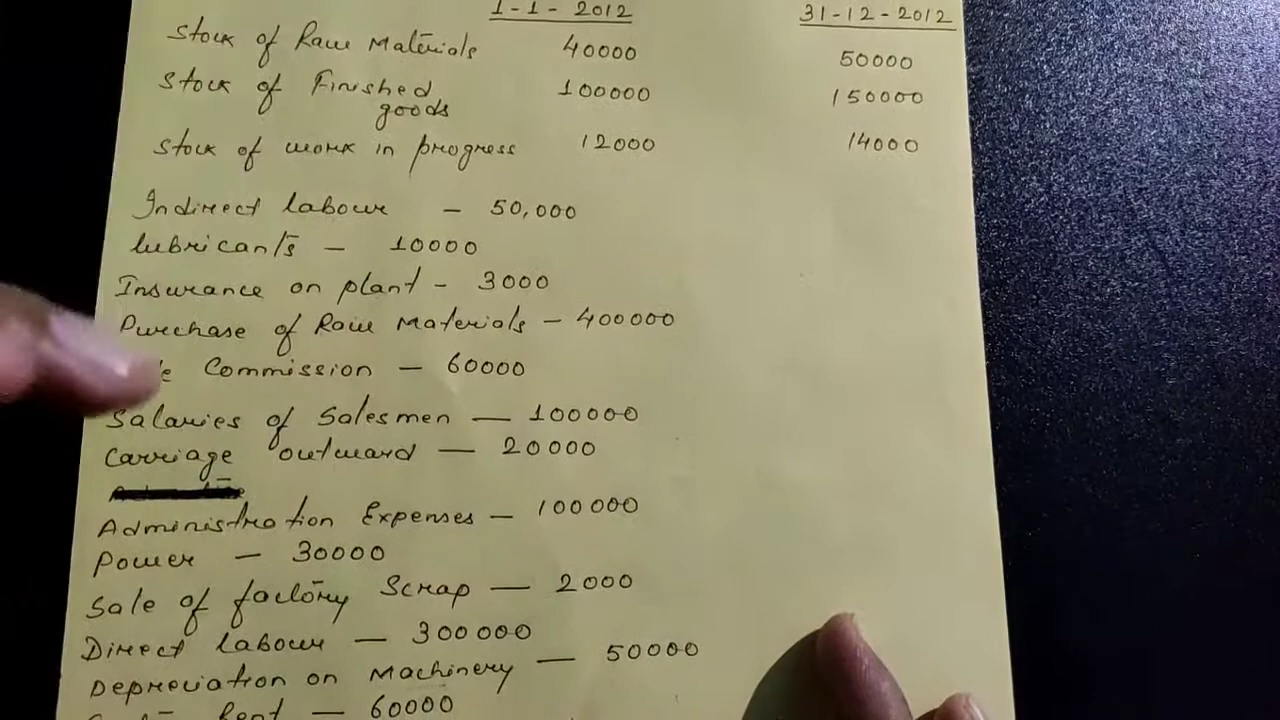 1-1-2012 31-12-2012
Stock of Raw Materials 40000 50000
Stock of Finished goods 100000 150000
Stock of work in progress 12000 14000
Indirect labour - 50,000
lubricants - 10000
Insurance on plant - 3000
Purchase of Raw Materials - 400000
Commission - 60000
Salaries of Salesmen - 100000
Carriage outward - 20000
Administration Expenses - 100000
Power - 30000
Sale of factory Scrap - 2000
Direct labour - 300000
Depreciation on Machinery - 50000
Rent - 60000